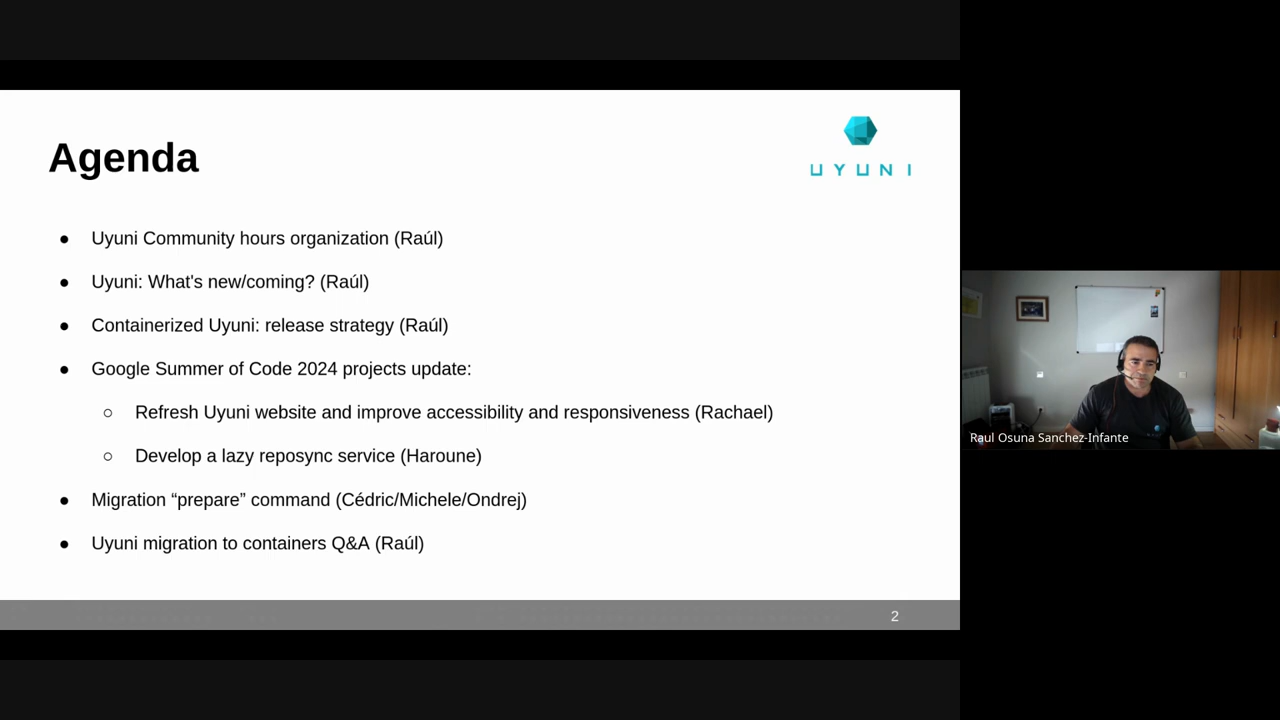 Agenda
UYUNI
● Uyuni Community hours organization (Raúl)
● Uyuni: What's new/coming? (Raúl)
● Containerized Uyuni: release strategy (Raúl)
● Google Summer of Code 2024 projects update:
○ Refresh Uyuni website and improve accessibility and responsiveness (Rachael)
○ Develop a lazy reposync service (Haroune)
● Migration “prepare” command (Cédric/Michele/Ondrej)
● Uyuni migration to containers Q&A (Raúl)
2
Raul Osuna Sanchez-Infante